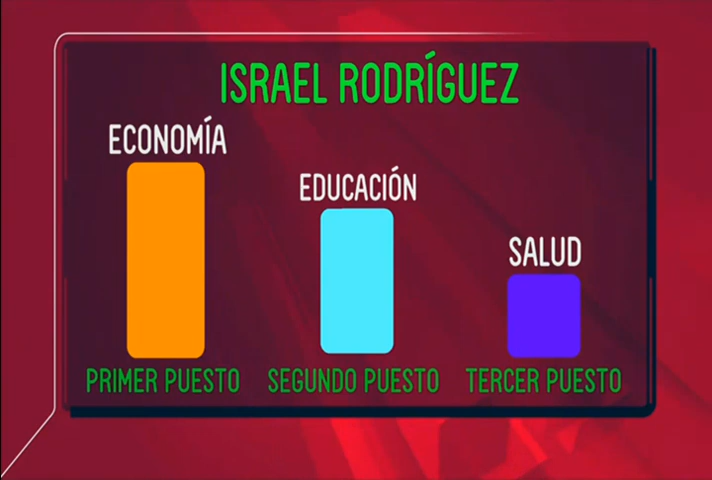 ISRAEL RODRÍGUEZ
ECONOMÍA
EDUCACIÓN
SALUD
PRIMER PUESTO
SEGUNDO PUESTO
TERCER PUESTO